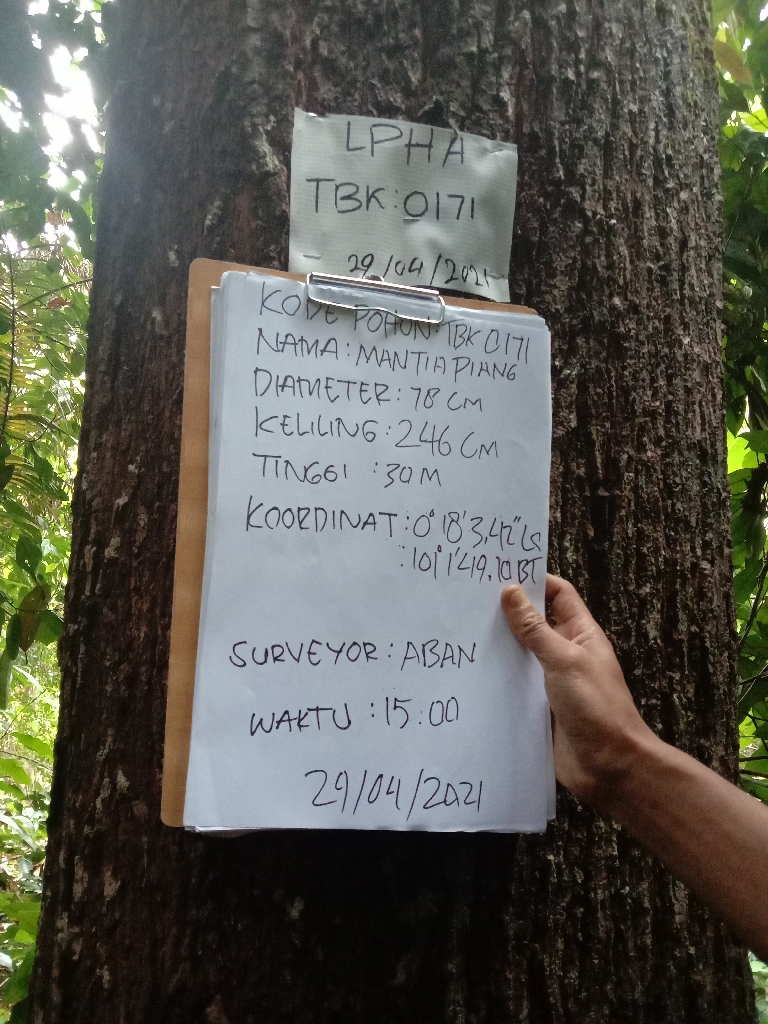 LPHA
TBK:0171
29/04/2021
KODE POHON TBK 0171
NAMA: MANTIA PIANG
DIAMETER: 78 CM
KELILING: 246 CM
TINGGI : 30 M
KOORDINAT: 0° 18' 3,42" LS
: 101° 1' 49,70 BT
SURVEYOR: ABAN
WAKTU : 15:00
29/04/2021